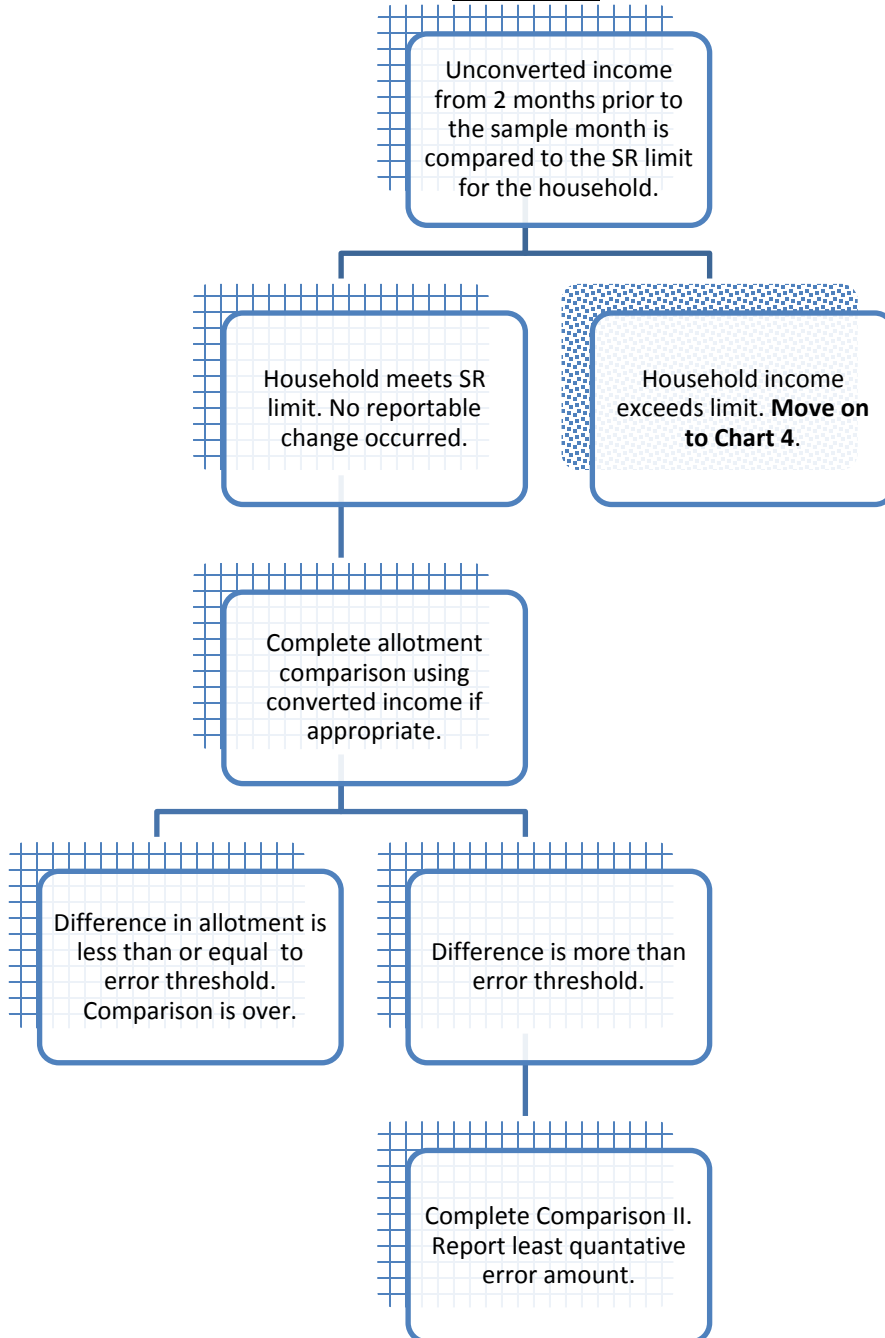 Unconverted income
from 2 months prior to
the sample month is
compared to the SR limit
for the household.
Household meets SR
limit. No reportable
change occurred.
Household income
exceeds limit. Move on
to Chart 4.
Complete allotment
comparison using
converted income if
appropriate.
Difference in allotment is
less than or equal to
error threshold.
Comparison is over.
Difference is more than
error threshold.
Complete Comparison II.
Report least quantative
error amount.